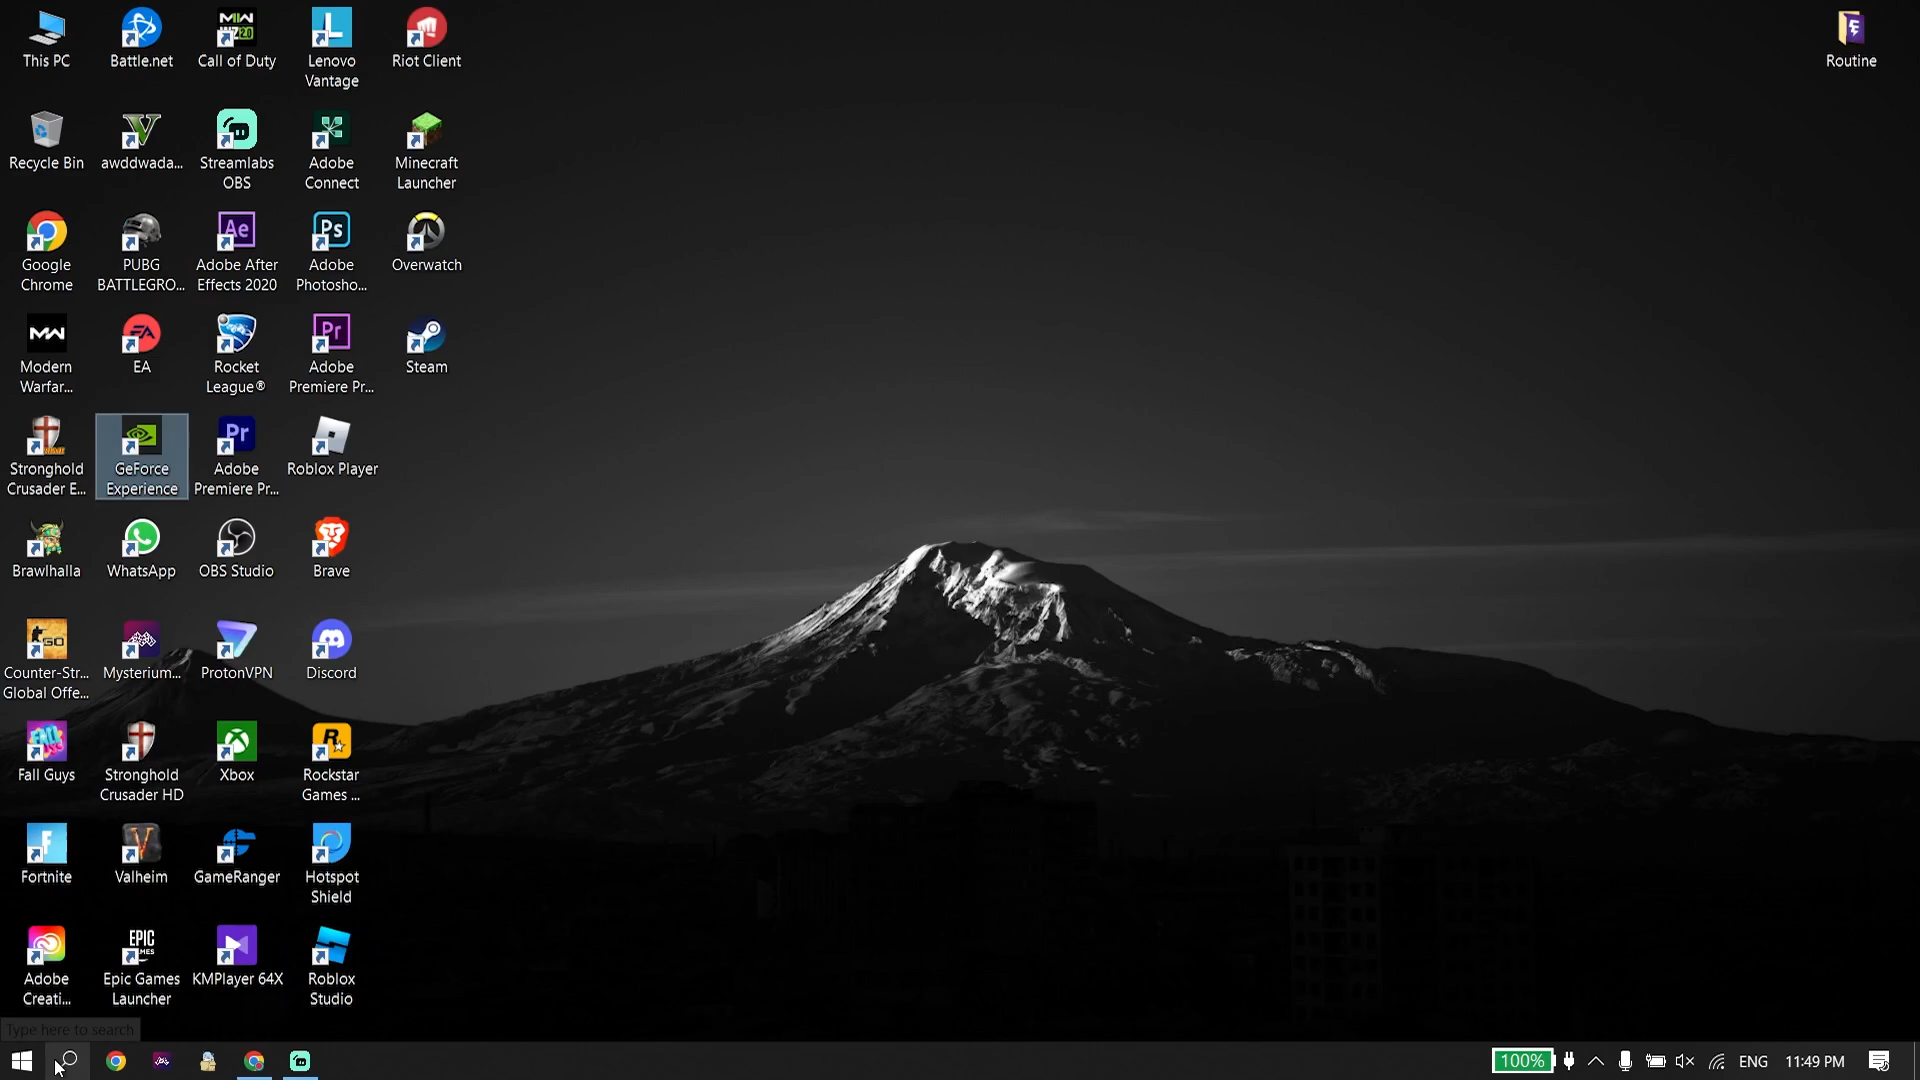 This PC
Battle.net
Call of Duty
Lenovo
Vantage
Riot Client
Routine
Recycle Bin
awddwada...
Streamlabs
OBS
Adobe
Connect
Minecraft
Launcher
Google
Chrome
PUBG
BATTLEGRO...
Adobe After
Effects 2020
Adobe
Photosho...
Overwatch
Modern
Warfar...
EA
Rocket
League®
Adobe
Premiere Pr...
Steam
Stronghold
Crusader E...
GeForce
Experience
Adobe
Premiere Pr...
Roblox Player
Brawlhalla
WhatsApp
OBS Studio
Brave
Counter-Str...
Global Offe...
Mysterium...
ProtonVPN
Discord
Fall Guys
Stronghold
Crusader HD
Xbox
Rockstar
Games ...
Fortnite
Valheim
GameRanger
Hotspot
Shield
Adobe
Creati...
Epic Games
Launcher
KMPlayer 64X
Roblox
Studio
Type here to search
100%
ENG
11:49 PM